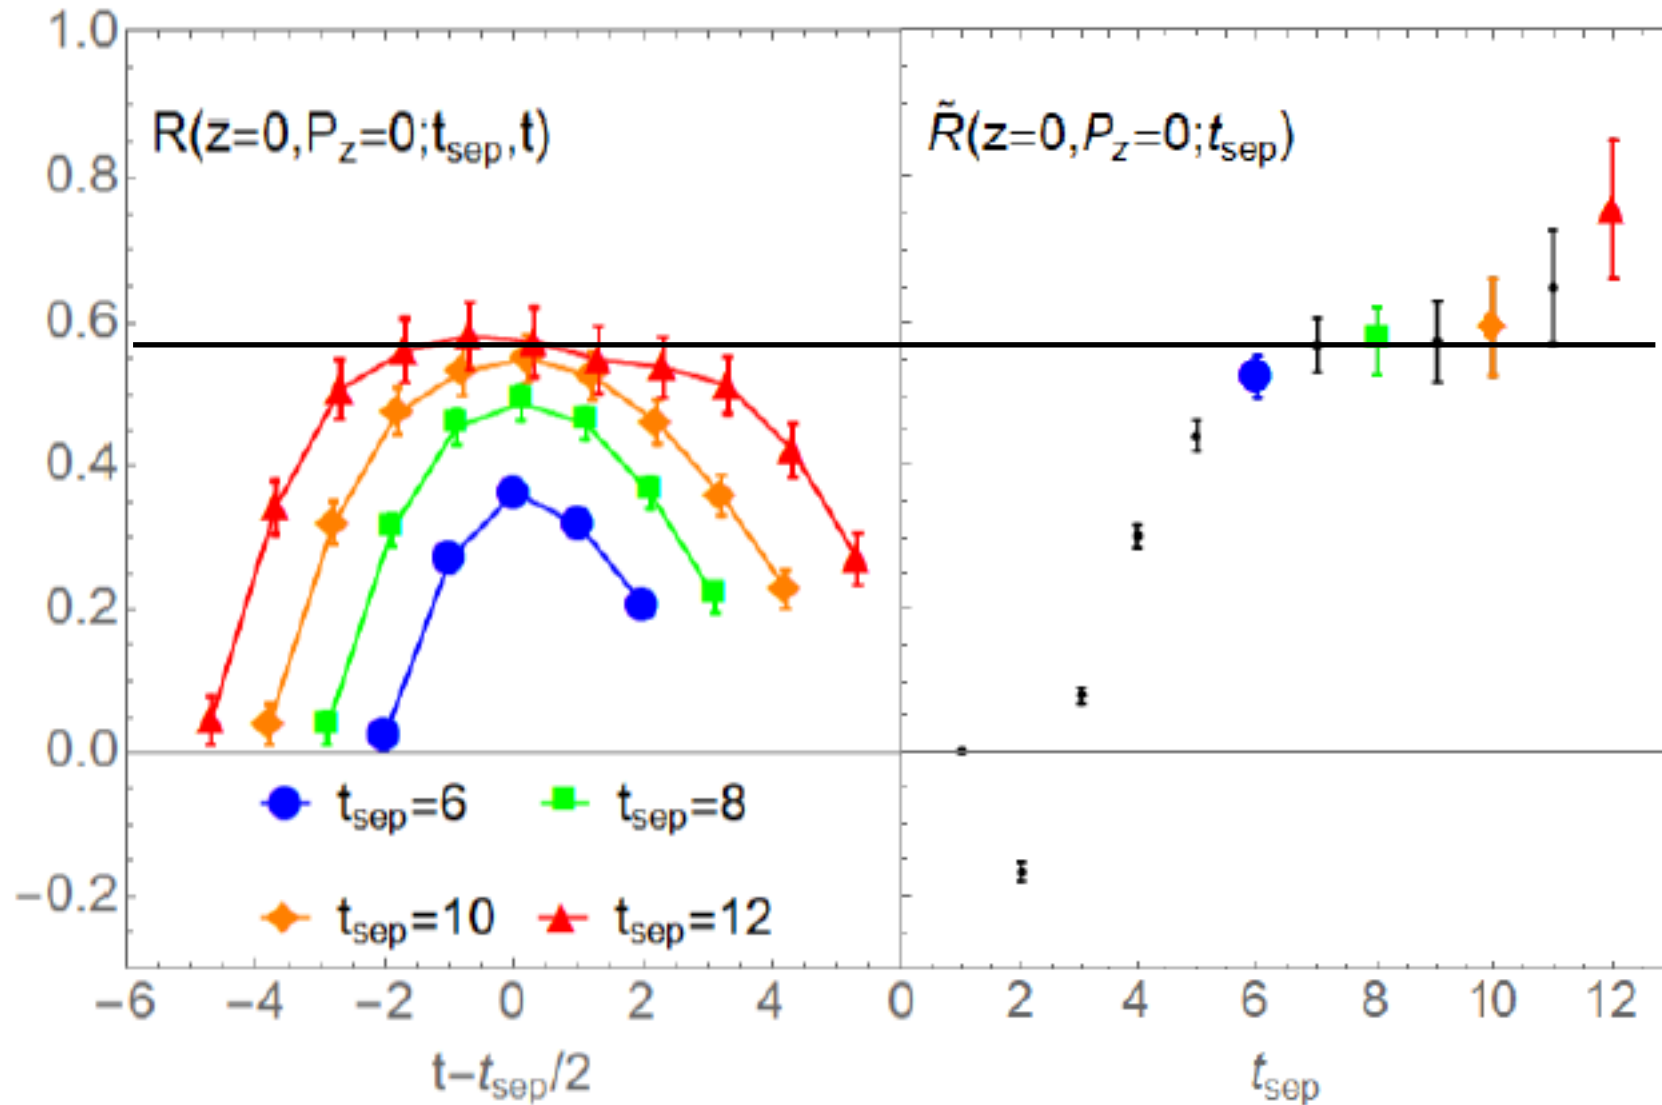 1.0
0.8
0.6
0.4
0.2
0.0
−0.2
R(z=0,P_z=0;t_sep,t)
R̃(z=0,P_z=0;t_sep)
t_sep=6
t_sep=8
t_sep=10
t_sep=12
−6 −4 −2 0 2 4 0 2 4 6 8 10 12
t−t_sep/2
t_sep